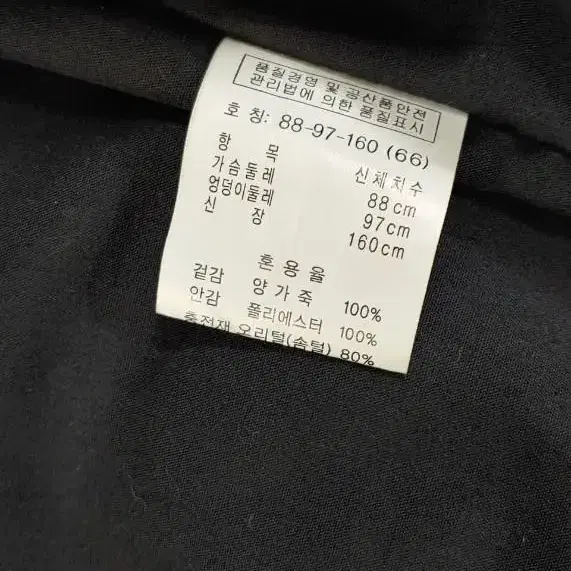 품질경영 및 공산품안전
관리법에 의한 품질표시
호 칭: 88-97-160 (66)
항 목 신체치수
가슴둘레 88cm
엉덩이둘레 97cm
신 장 160cm
혼 용 율
겉감 양가죽 100%
안감 폴리에스터 100%
충전재 오리털(솜털) 80%